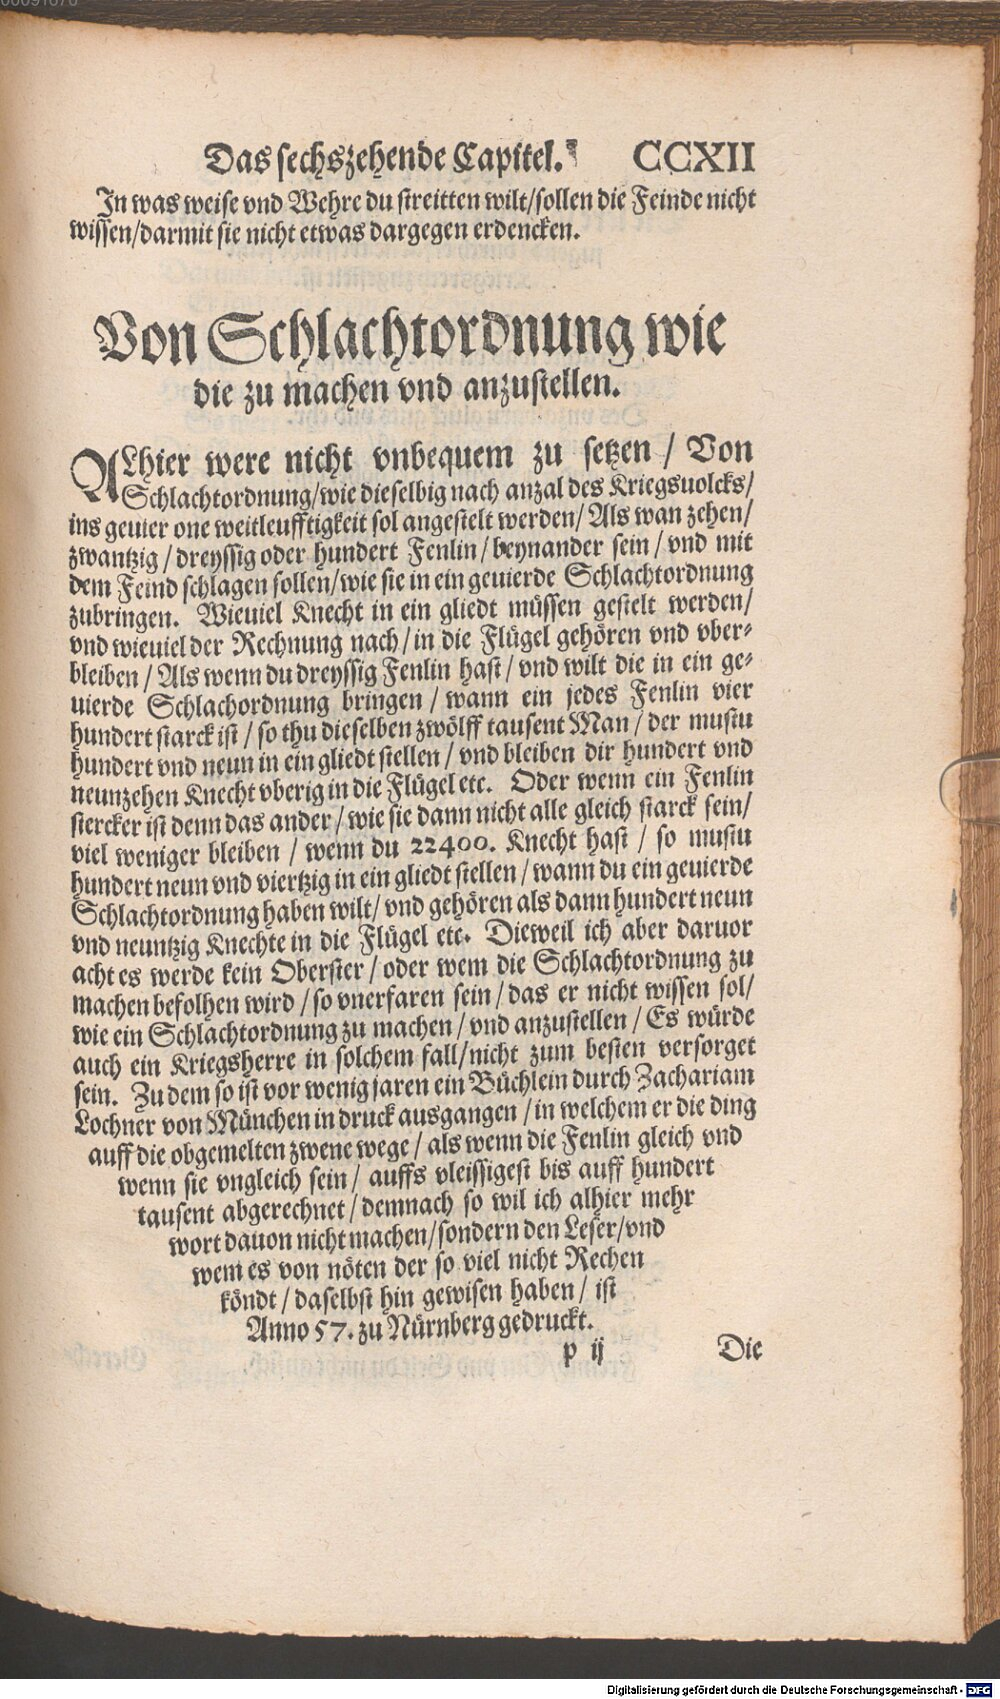 00091670
Das sechszehende Capitel. CCXII
In was weise vnd Wehre du streitten wilt/sollen die Feinde nicht
wissen/darmit sie nicht etwas dargegen erdencken.
Von Schlachtordnung wie
die zu machen vnd anzustellen.
ALhier were nicht vnbequem zu setzen / Von
Schlachtordnung/wie dieselbig nach anzal des Kriegsuolcks/
ins geuier one weitleufftigkeit sol angestelt werden/ Als wan zehen/
zwantzig / dreyssig oder hundert Fenlin / beynander sein / vnd mit
dem Feind schlagen sollen/wie sie in ein geuierde Schlachtordnung
zubringen. Wieuiel Knecht in ein gliedt müssen gestelt werden/
vnd wieuiel der Rechnung nach / in die Flügel gehören vnd vber-
bleiben / Als wenn du dreyssig Fenlin hast / vnd wilt die in ein ge-
uierde Schlachordnung bringen / wann ein jedes Fenlin vier
hundert starck ist / so thu dieselben zwölff tausent Man / der mustu
hundert vnd neun in ein gliedt stellen / vnd bleiben dir hundert vnd
neunzehen Knecht vberig in die Flügel etc. Oder wenn ein Fenlin
stercker ist denn das ander / wie sie dann nicht alle gleich starck sein/
viel weniger bleiben / wenn du 22400. Knecht hast / so mustu
hundert neun vnd viertzig in ein gliedt stellen / wann du ein geuierde
Schlachtordnung haben wilt/ vnd gehören als dann hundert neun
vnd neuntzig Knechte in die Flügel etc. Dieweil ich aber daruor
acht es werde kein Oberster / oder wem die Schlachtordnung zu
machen befolhen wird / so vnerfaren sein / das er nicht wissen sol/
wie ein Schlachtordnung zu machen / vnd anzustellen / Es würde
auch ein Kriegsherre in solchem fall/nicht zum besten versorget
sein. Zu dem so ist vor wenig jaren ein Büchlein durch Zachariam
Lochner von München in druck ausgangen / in welchem er die ding
auff die obgemelten zwene wege / als wenn die Fenlin gleich vnd
wenn sie vngleich sein / auffs vleissigest bis auff hundert
tausent abgerechnet / demnach so wil ich alhier mehr
wort dauon nicht machen/sondern den Leser/vnd
wem es von nöten der so viel nicht Rechen
köndt / daselbst hin gewisen haben / ist
Anno 57. zu Nürnberg gedruckt.
p ij Die
Digitalisierung gefördert durch die Deutsche Forschungsgemeinschaft - DFG